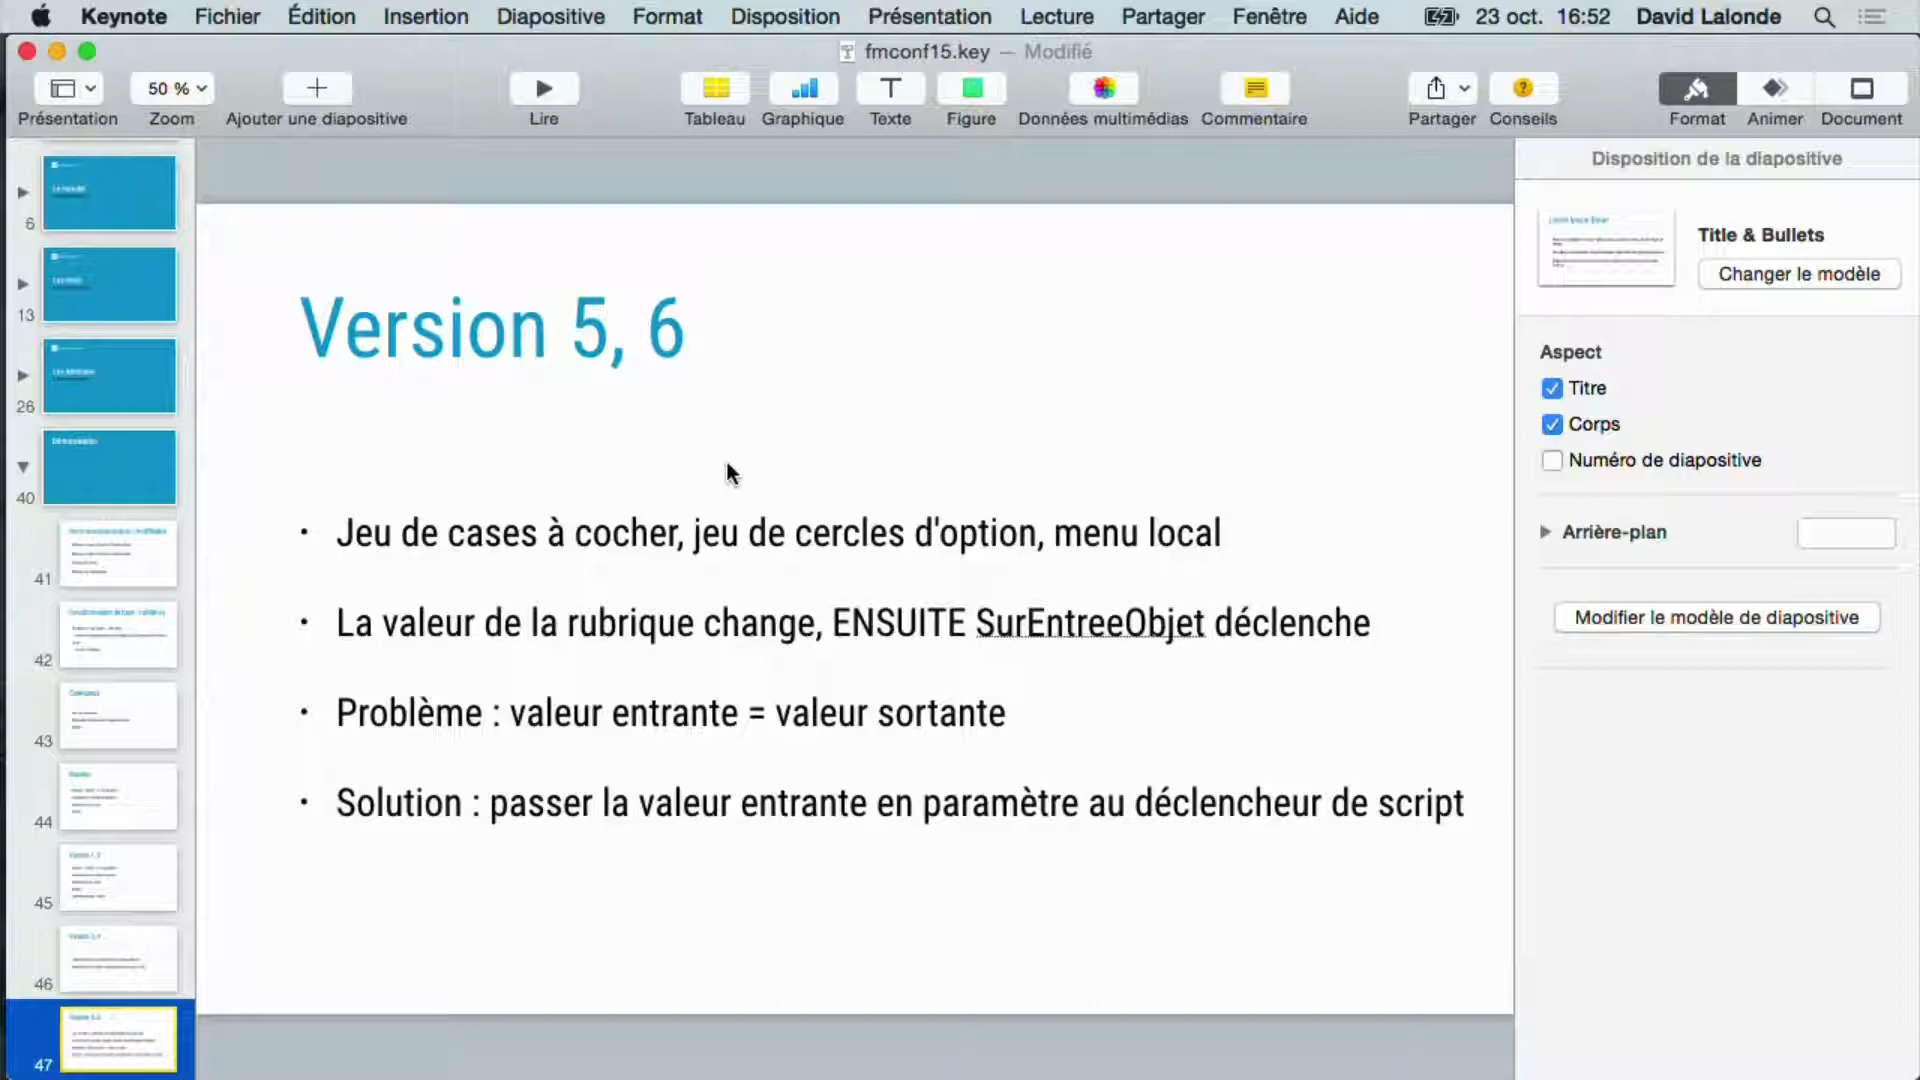 Keynote Fichier Édition Insertion Diapositive Format Disposition Présentation Lecture Partager Fenêtre Aide 23 oct. 16:52 David Lalonde
fmconf15.key — Modifié
50 %
Présentation Zoom Ajouter une diapositive Lire Tableau Graphique Texte Figure Données multimédias Commentaire Partager Conseils Format Animer Document
6
13
26
40
41
42
43
44
45
46
47
Version 5, 6
• Jeu de cases à cocher, jeu de cercles d'option, menu local
• La valeur de la rubrique change, ENSUITE SurEntreeObjet déclenche
• Problème : valeur entrante = valeur sortante
• Solution : passer la valeur entrante en paramètre au déclencheur de script
Disposition de la diapositive
Title & Bullets
Changer le modèle
Aspect
Titre
Corps
Numéro de diapositive
Arrière-plan
Modifier le modèle de diapositive